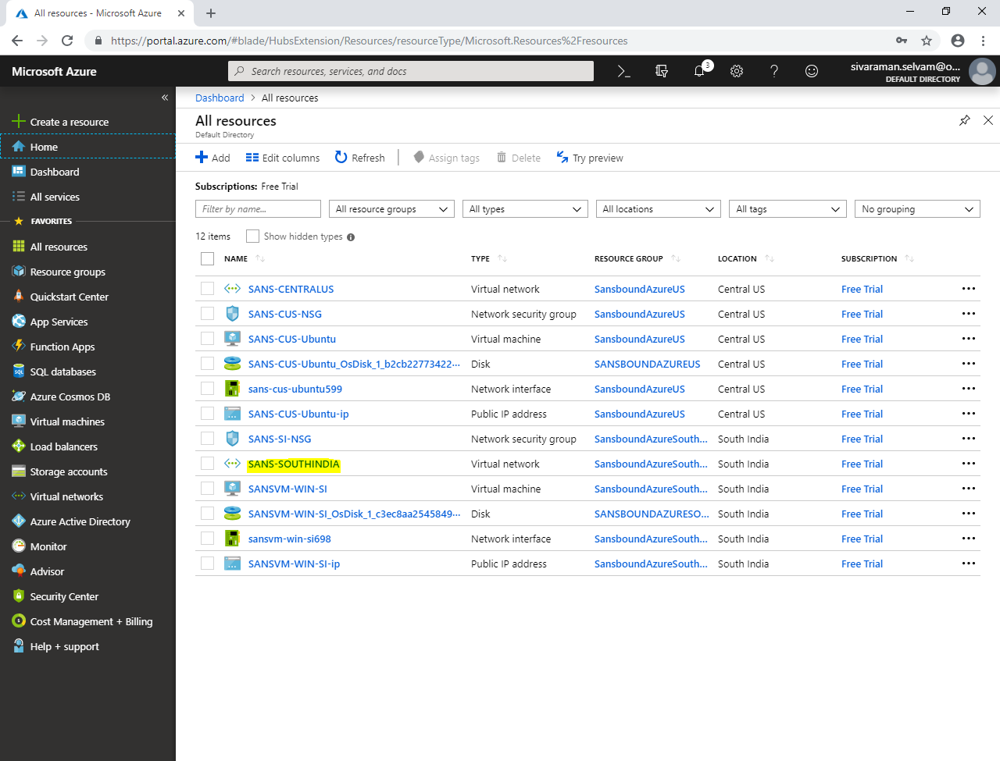 All resources - Microsoft Azure
https://portal.azure.com/#blade/HubsExtension/Resources/resourceType/Microsoft.Resources%2Fresources
Microsoft Azure
Search resources, services, and docs
3
sivaraman.selvam@o...
DEFAULT DIRECTORY
Create a resource
Home
Dashboard
All services
FAVORITES
All resources
Resource groups
Quickstart Center
App Services
Function Apps
SQL databases
Azure Cosmos DB
Virtual machines
Load balancers
Storage accounts
Virtual networks
Azure Active Directory
Monitor
Advisor
Security Center
Cost Management + Billing
Help + support
Dashboard > All resources
All resources
Default Directory
Add Edit columns Refresh Assign tags Delete Try preview
Subscriptions: Free Trial
Filter by name... All resource groups All types All locations All tags No grouping
12 items Show hidden types
NAME TYPE RESOURCE GROUP LOCATION SUBSCRIPTION
SANS-CENTRALUS Virtual network SansboundAzureUS Central US Free Trial
SANS-CUS-NSG Network security group SansboundAzureUS Central US Free Trial
SANS-CUS-Ubuntu Virtual machine SansboundAzureUS Central US Free Trial
SANS-CUS-Ubuntu_OsDisk_1_b2cb22773422... Disk SANSBOUNDAZUREUS Central US Free Trial
sans-cus-ubuntu599 Network interface SansboundAzureUS Central US Free Trial
SANS-CUS-Ubuntu-ip Public IP address SansboundAzureUS Central US Free Trial
SANS-SI-NSG Network security group SansboundAzureSouth... South India Free Trial
SANS-SOUTHINDIA Virtual network SansboundAzureSouth... South India Free Trial
SANSVM-WIN-SI Virtual machine SansboundAzureSouth... South India Free Trial
SANSVM-WIN-SI_OsDisk_1_c3ec8aa2545849... Disk SANSBOUNDAZURESO... South India Free Trial
sansvm-win-si698 Network interface SansboundAzureSouth... South India Free Trial
SANSVM-WIN-SI-ip Public IP address SansboundAzureSouth... South India Free Trial